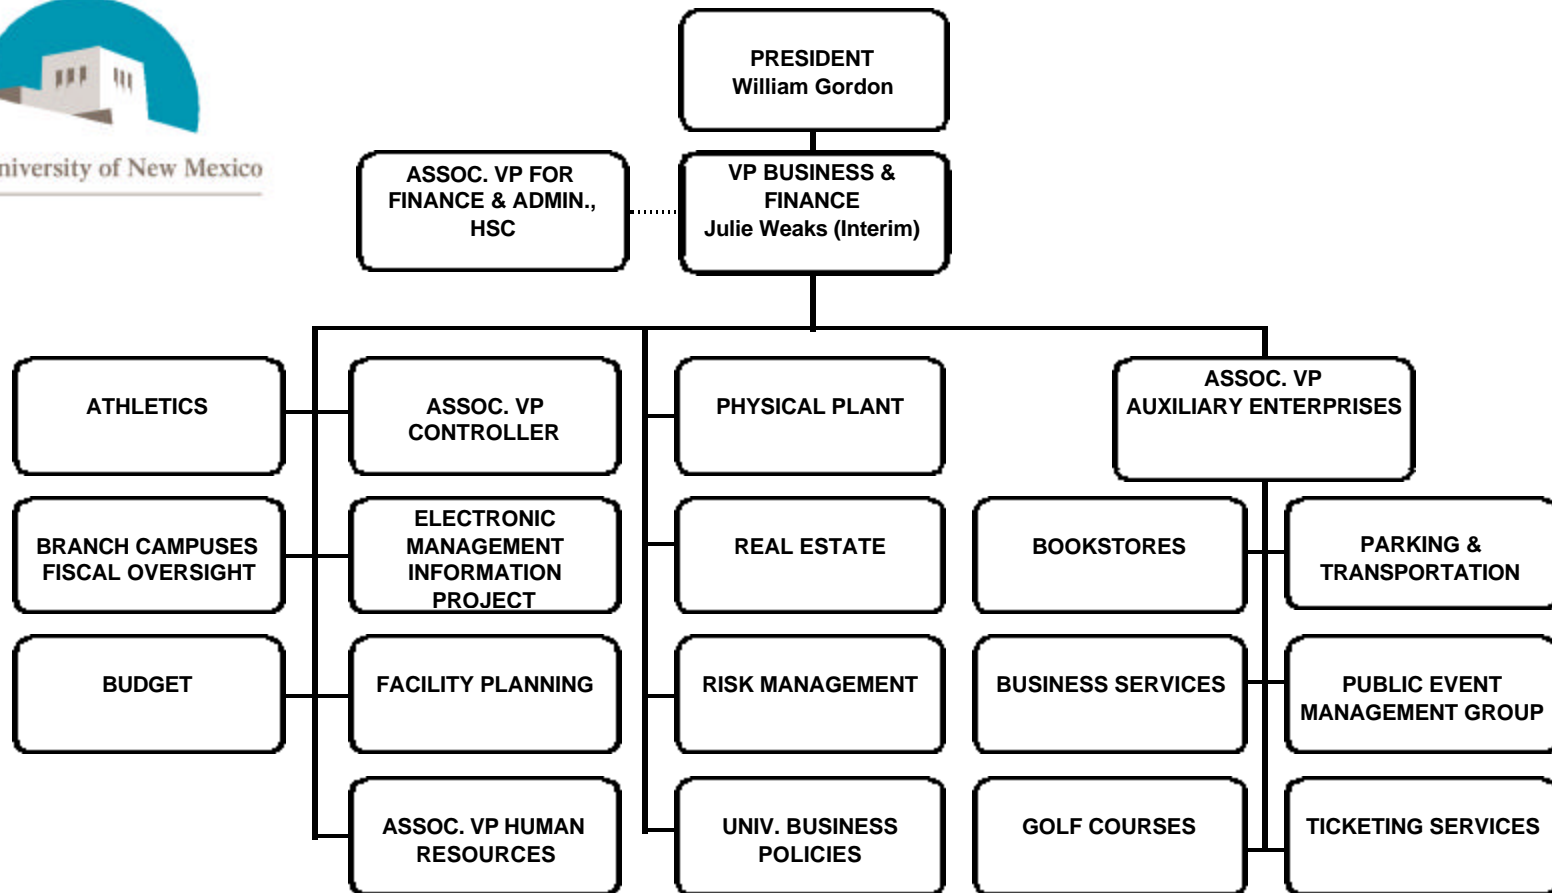 PRESIDENT
William Gordon
niversity of New Mexico
ASSOC. VP FOR
FINANCE & ADMIN.,
HSC
VP BUSINESS &
FINANCE
Julie Weaks (Interim)
ATHLETICS
ASSOC. VP
CONTROLLER
PHYSICAL PLANT
ASSOC. VP
AUXILIARY ENTERPRISES
BRANCH CAMPUSES
FISCAL OVERSIGHT
ELECTRONIC
MANAGEMENT
INFORMATION
PROJECT
REAL ESTATE
BOOKSTORES
PARKING &
TRANSPORTATION
BUDGET
FACILITY PLANNING
RISK MANAGEMENT
BUSINESS SERVICES
PUBLIC EVENT
MANAGEMENT GROUP
ASSOC. VP HUMAN
RESOURCES
UNIV. BUSINESS
POLICIES
GOLF COURSES
TICKETING SERVICES